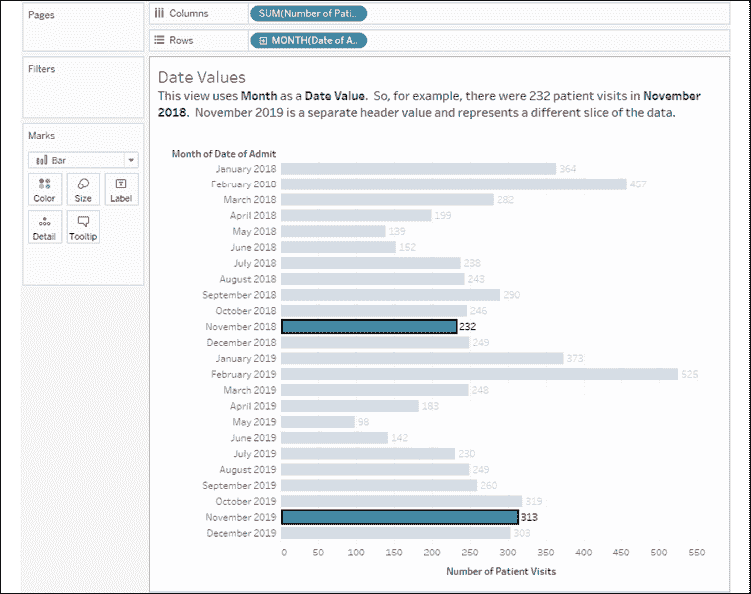 Pages
Columns
SUM(Number of Pati..
Rows
MONTH(Date of A..
Filters
Date Values
This view uses Month as a Date Value. So, for example, there were 232 patient visits in November
2018. November 2019 is a separate header value and represents a different slice of the data.
Marks
Bar
Color
Size
Label
Detail
Tooltip
Month of Date of Admit
January 2018 364
February 2018 457
March 2018 282
April 2018 199
May 2018 139
June 2018 152
July 2018 238
August 2018 243
September 2018 290
October 2018 246
November 2018 232
December 2018 249
January 2019 373
February 2019 525
March 2019 248
April 2019 183
May 2019 98
June 2019 142
July 2019 230
August 2019 249
September 2019 260
October 2019 319
November 2019 313
December 2019 303
0 50 100 150 200 250 300 350 400 450 500 550
Number of Patient Visits